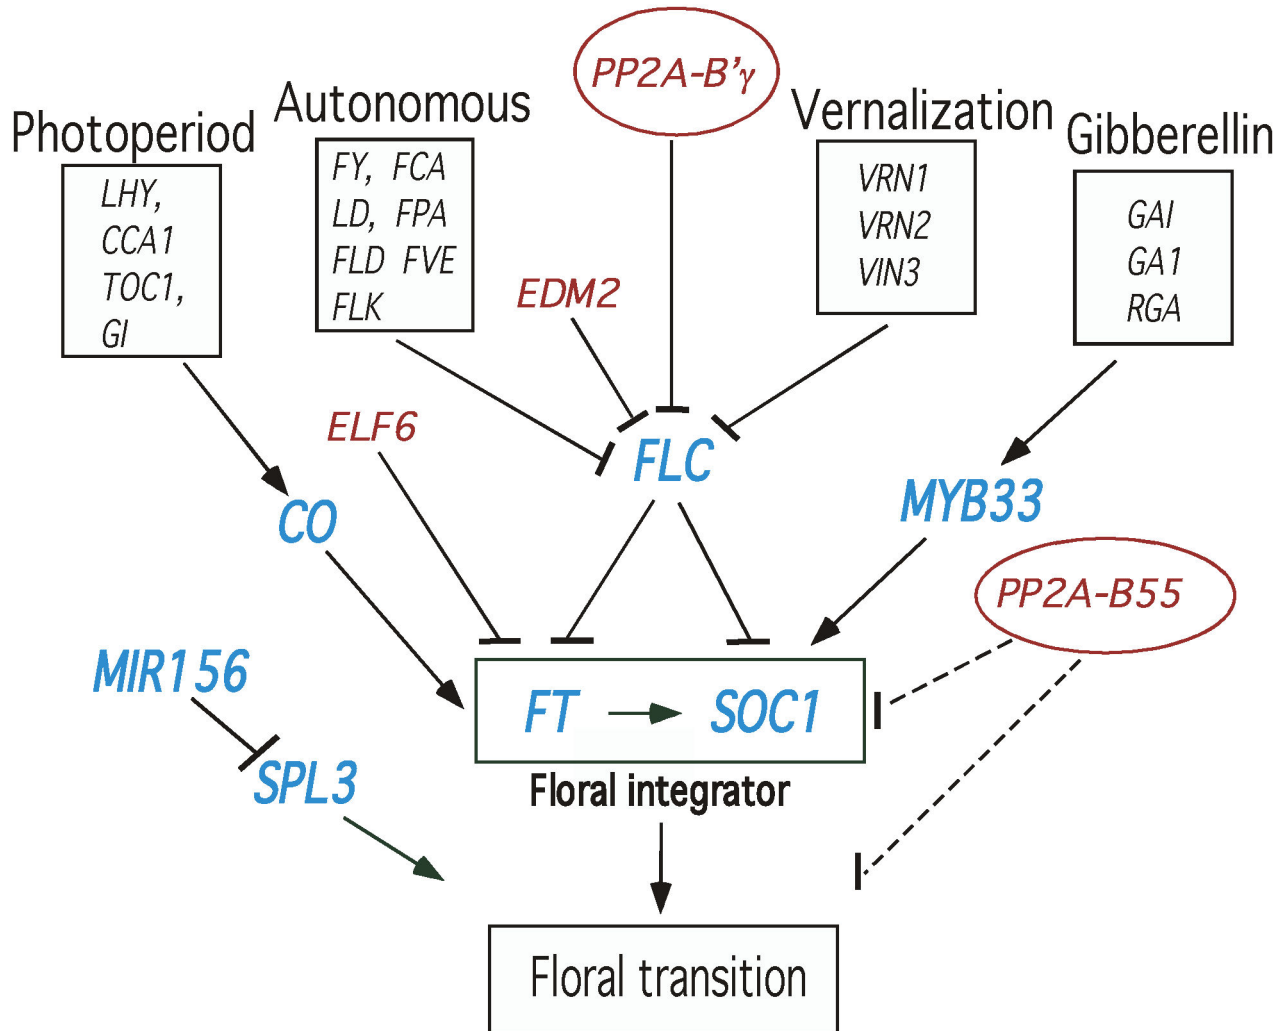 PP2A-B’γ
Autonomous
Vernalization
Photoperiod
Gibberellin
LHY,
CCA1
TOC1,
GI
FY, FCA
LD, FPA
FLD FVE
FLK
VRN1
VRN2
VIN3
GAI
GA1
RGA
EDM2
ELF6
FLC
CO
MYB33
PP2A-B55
MIR156
SPL3
FT
SOC1
Floral integrator
Floral transition